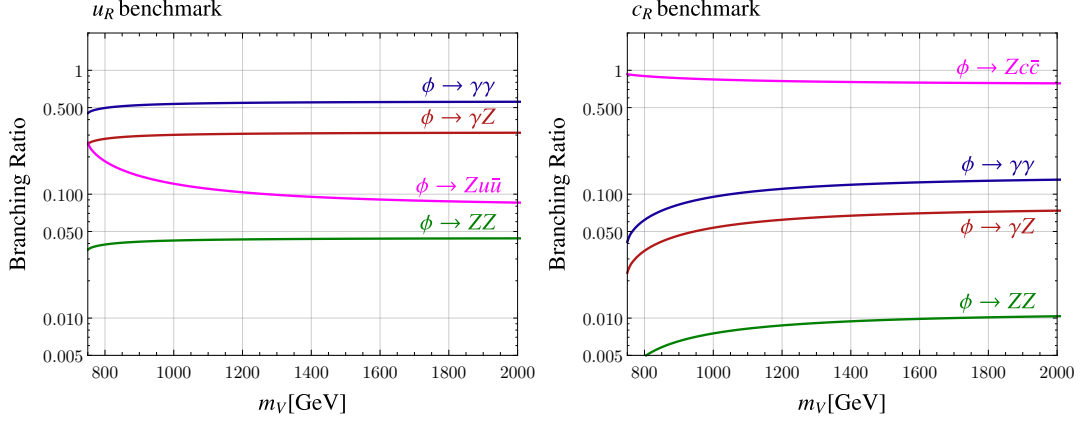 u_R benchmark
Branching Ratio
1
0.500
0.100
0.050
0.010
0.005
ϕ → γγ
ϕ → γZ
ϕ → Zuū
ϕ → ZZ
800 1000 1200 1400 1600 1800 2000
m_V[GeV]
c_R benchmark
Branching Ratio
1
0.500
0.100
0.050
0.010
0.005
ϕ → Zcc̄
ϕ → γγ
ϕ → γZ
ϕ → ZZ
800 1000 1200 1400 1600 1800 2000
m_V[GeV]